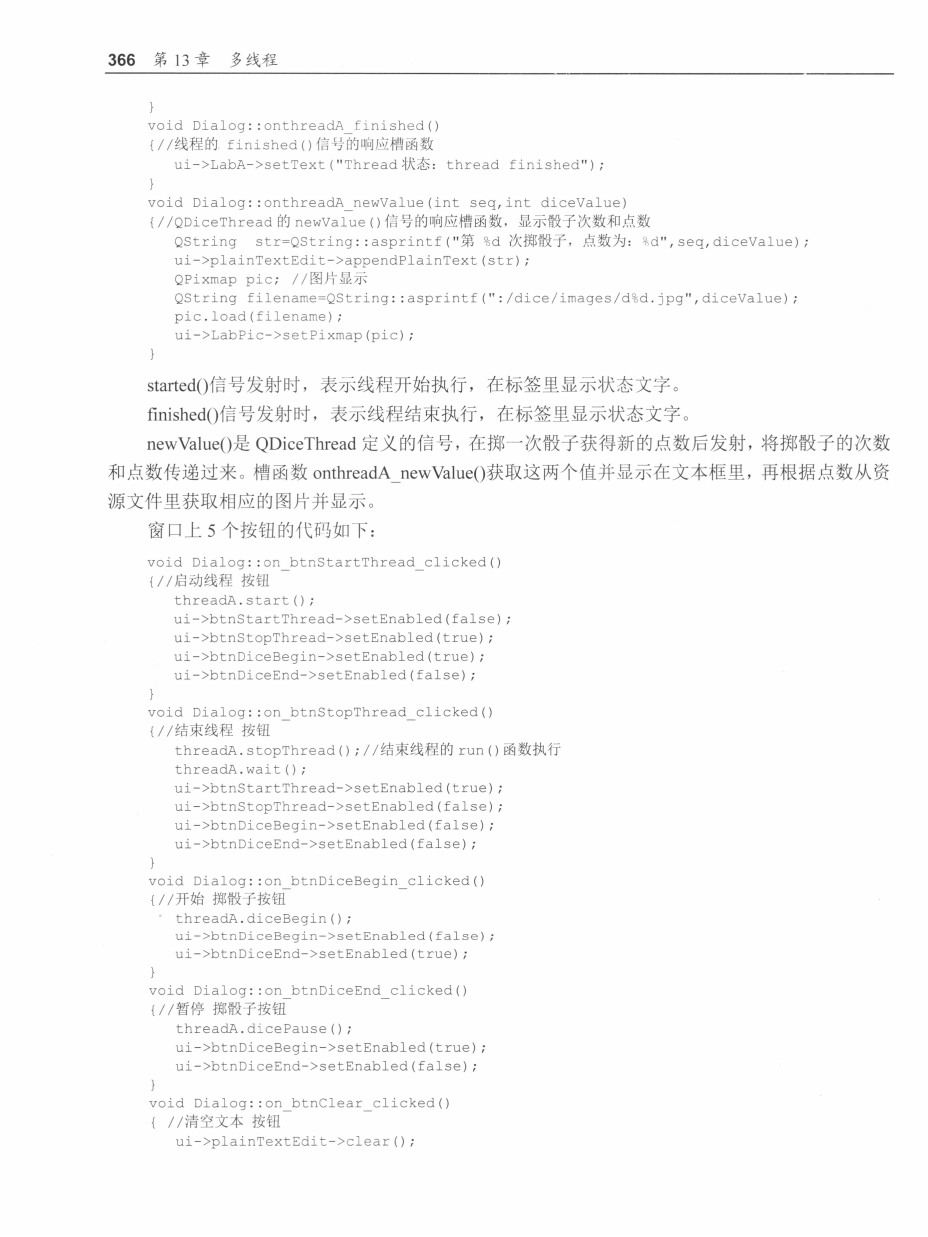 366 第 13 章 多线程
}
void Dialog::onthreadA_finished()
{//线程的 finished()信号的响应槽函数
ui->LabA->setText("Thread 状态: thread finished");
}
void Dialog::onthreadA_newValue(int seq,int diceValue)
{//QDiceThread 的 newValue()信号的响应槽函数，显示骰子次数和点数
QString str=QString::asprintf("第 %d 次掷骰子，点数为: %d",seq,diceValue);
ui->plainTextEdit->appendPlainText(str);
QPixmap pic; //图片显示
QString filename=QString::asprintf(":/dice/images/d%d.jpg",diceValue);
pic.load(filename);
ui->LabPic->setPixmap(pic);
}
started()信号发射时，表示线程开始执行，在标签里显示状态文字。
finished()信号发射时，表示线程结束执行，在标签里显示状态文字。
newValue()是 QDiceThread 定义的信号，在掷一次骰子获得新的点数后发射，将掷骰子的次数
和点数传递过来。槽函数 onthreadA_newValue()获取这两个值并显示在文本框里，再根据点数从资
源文件里获取相应的图片并显示。
窗口上 5 个按钮的代码如下：
void Dialog::on_btnStartThread_clicked()
{//启动线程 按钮
threadA.start();
ui->btnStartThread->setEnabled(false);
ui->btnStopThread->setEnabled(true);
ui->btnDiceBegin->setEnabled(true);
ui->btnDiceEnd->setEnabled(false);
}
void Dialog::on_btnStopThread_clicked()
{//结束线程 按钮
threadA.stopThread();//结束线程的 run()函数执行
threadA.wait();
ui->btnStartThread->setEnabled(true);
ui->btnStopThread->setEnabled(false);
ui->btnDiceBegin->setEnabled(false);
ui->btnDiceEnd->setEnabled(false);
}
void Dialog::on_btnDiceBegin_clicked()
{//开始 掷骰子按钮
threadA.diceBegin();
ui->btnDiceBegin->setEnabled(false);
ui->btnDiceEnd->setEnabled(true);
}
void Dialog::on_btnDiceEnd_clicked()
{//暂停 掷骰子按钮
threadA.dicePause();
ui->btnDiceBegin->setEnabled(true);
ui->btnDiceEnd->setEnabled(false);
}
void Dialog::on_btnClear_clicked()
{ //清空文本 按钮
ui->plainTextEdit->clear();